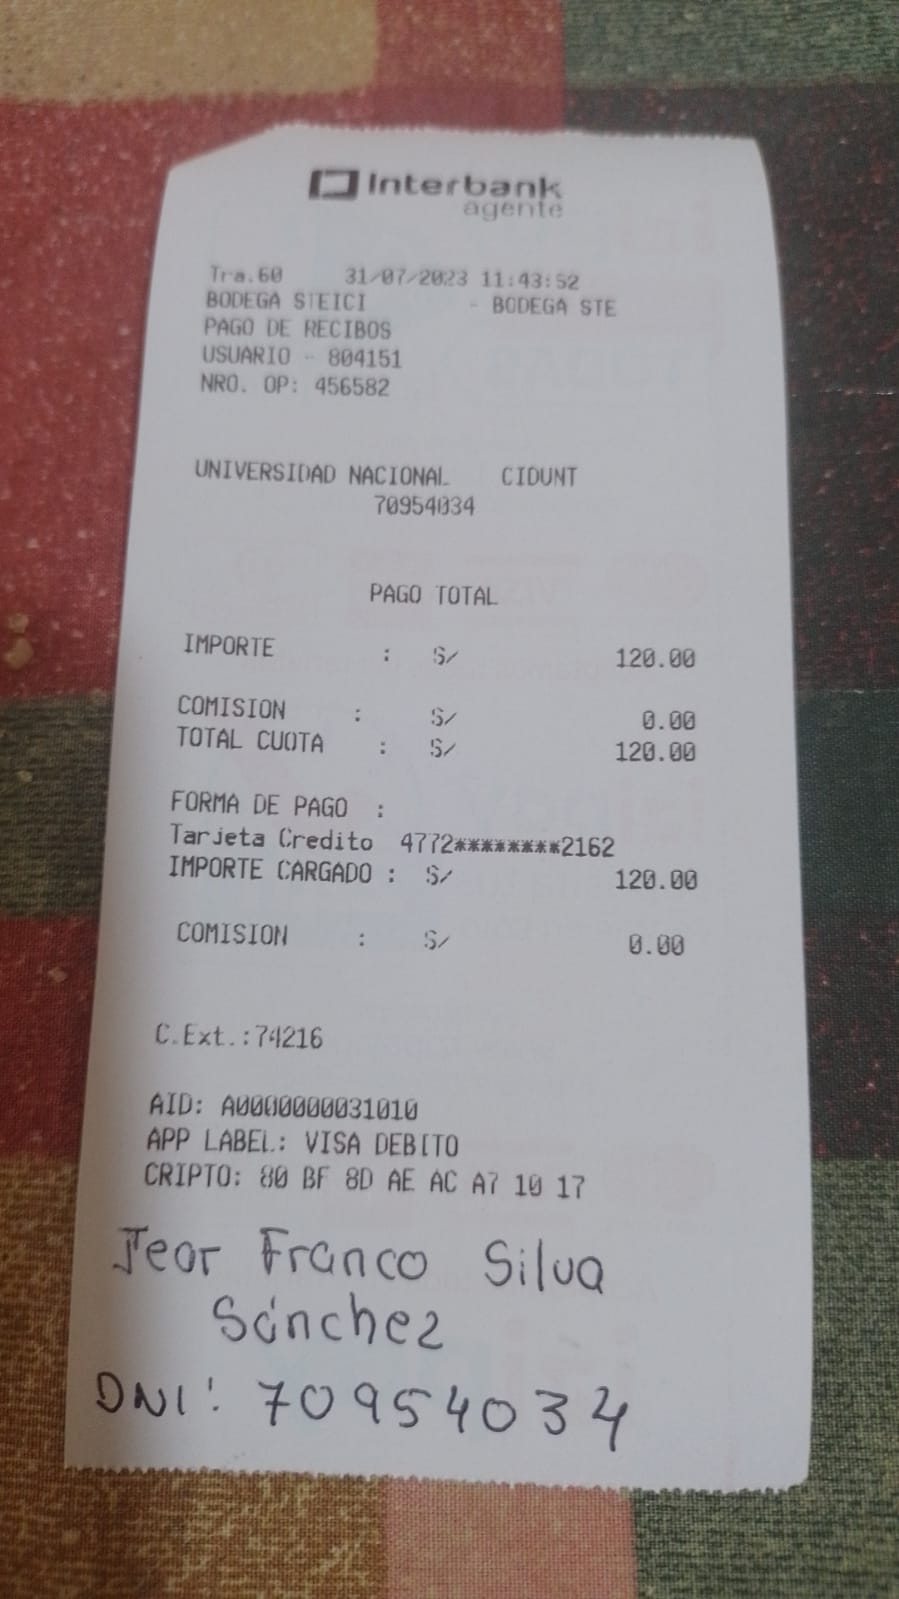 Interbank
agente
Tra.60 31/07/2023 11:43:52
BODEGA STEICI - BODEGA STE
PAGO DE RECIBOS
USUARIO - 804151
NRO. OP: 456582
UNIVERSIDAD NACIONAL CIDUNT
70954034
PAGO TOTAL
IMPORTE : S/ 120.00
COMISION : S/ 0.00
TOTAL CUOTA : S/ 120.00
FORMA DE PAGO :
Tarjeta Credito 4772********2162
IMPORTE CARGADO : S/ 120.00
COMISION : S/ 0.00
C.Ext.:74216
AID: A0000000031010
APP LABEL: VISA DEBITO
CRIPTO: 80 BF 8D AE AC A7 10 17
Jeor Franco Silva
Sánchez
DNI: 70954034